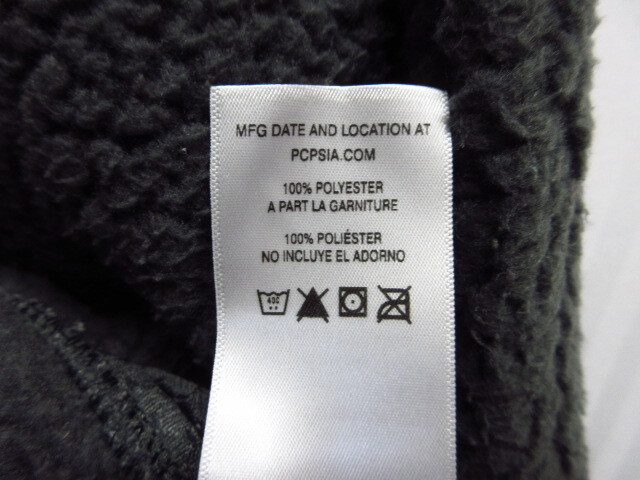 MFG DATE AND LOCATION AT
PCPSIA.COM
100% POLYESTER
A PART LA GARNITURE
100% POLIÉSTER
NO INCLUYE EL ADORNO